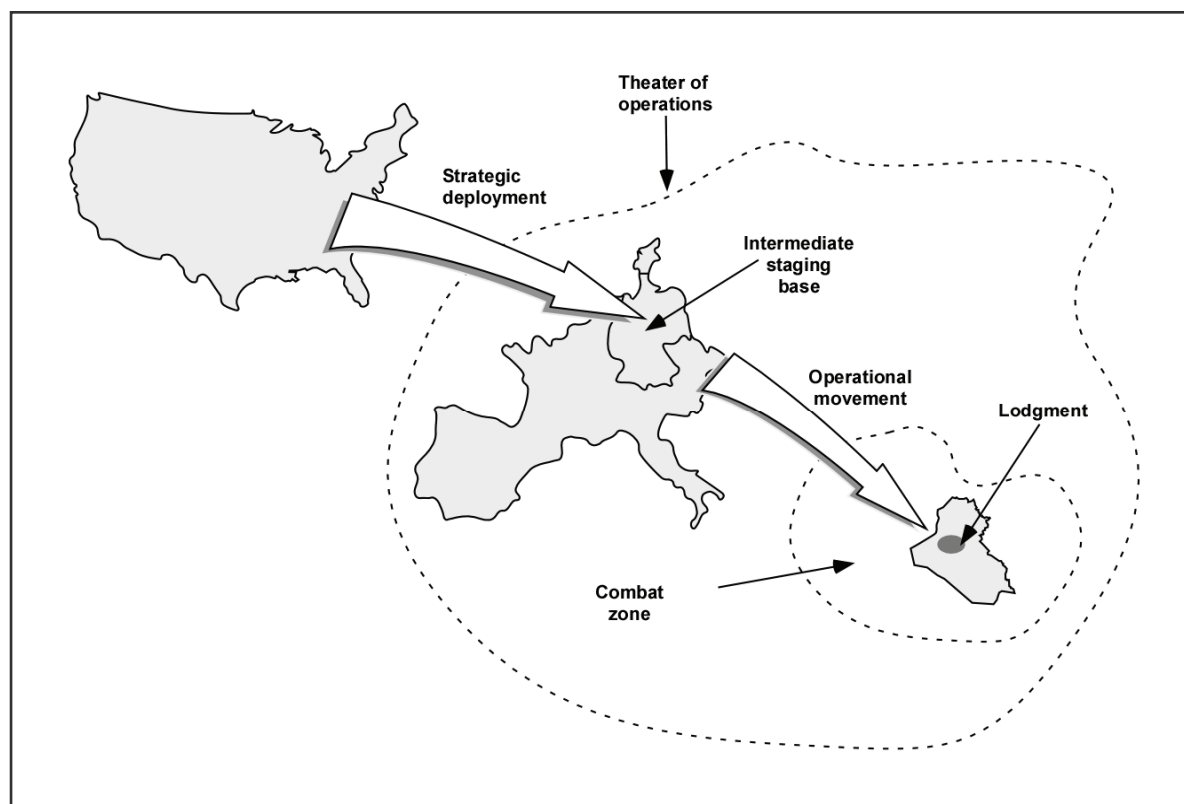 Theater of
operations
Strategic
deployment
Intermediate
staging
base
Operational
movement
Lodgment
Combat
zone